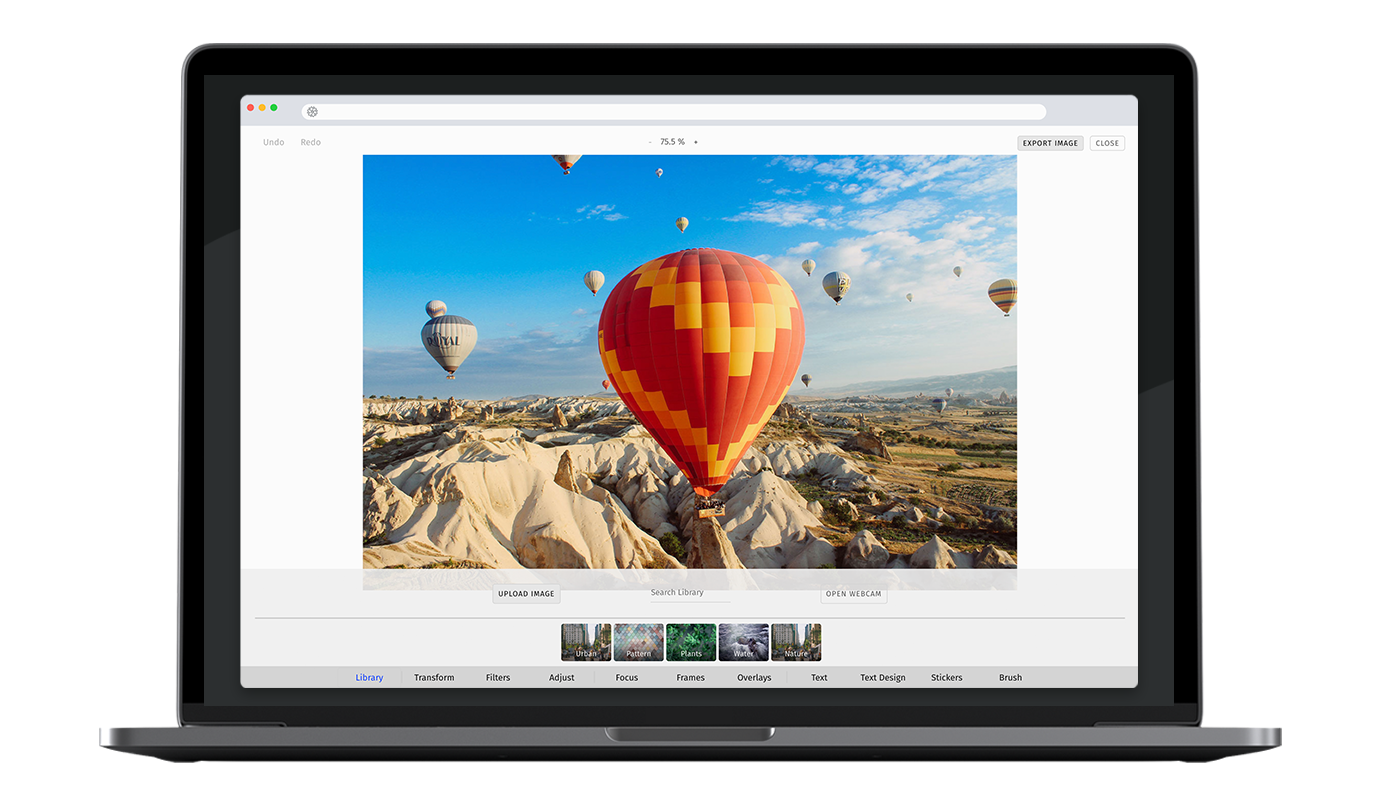 Undo Redo - 75.5 % + EXPORT IMAGE CLOSE
UPLOAD IMAGE Search Library OPEN WEBCAM
Urban Pattern Plants Water Nature
Library Transform Filters Adjust Focus Frames Overlays Text Text Design Stickers Brush